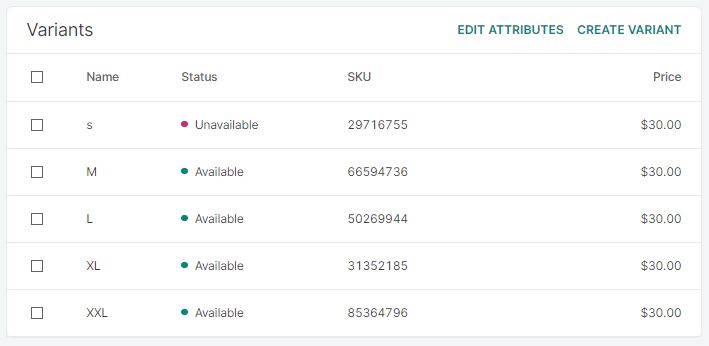 Variants EDIT ATTRIBUTES CREATE VARIANT
Name Status SKU Price
s Unavailable 29716755 $30.00
M Available 66594736 $30.00
L Available 50269944 $30.00
XL Available 31352185 $30.00
XXL Available 85364796 $30.00